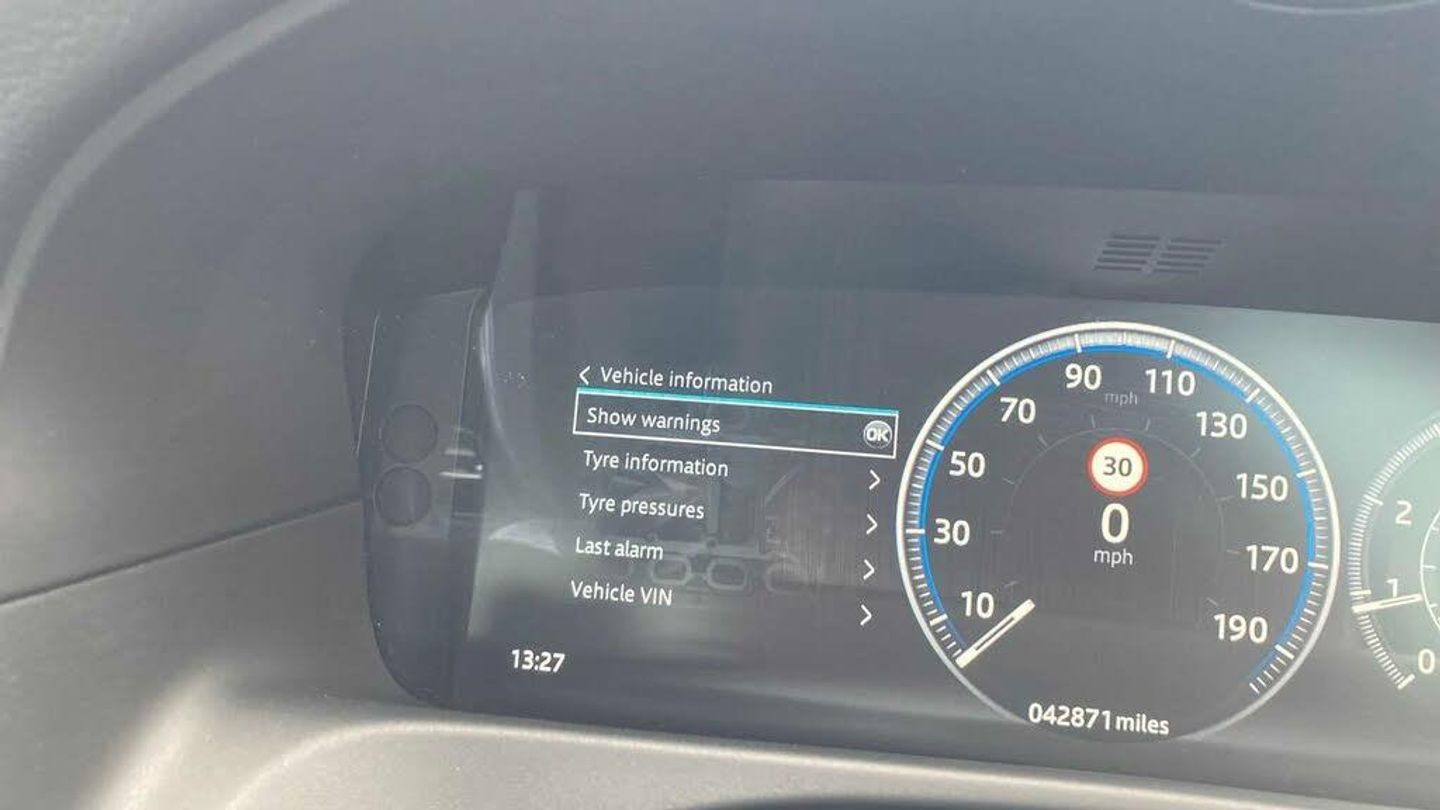 Vehicle information
Show warnings OK
Tyre information
Tyre pressures
Last alarm
Vehicle VIN
13:27
10
30
50
70
90
110
130
150
170
190
mph
30
0
mph
042871 miles
2
1
0